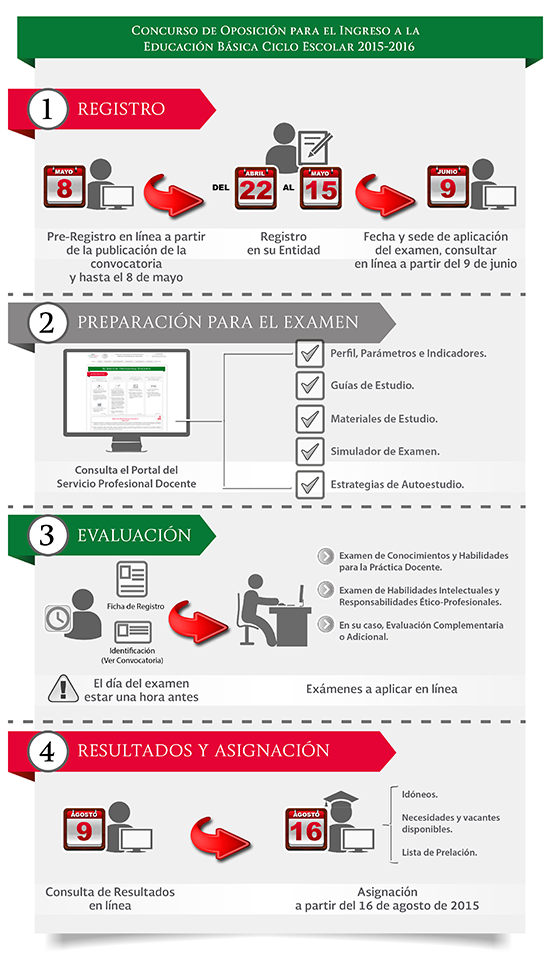 CONCURSO DE OPOSICIÓN PARA EL INGRESO A LA
EDUCACIÓN BÁSICA CICLO ESCOLAR 2015-2016
1 REGISTRO
MAYO
8
DEL
ABRIL
22
AL
MAYO
15
JUNIO
9
Pre-Registro en línea a partir
de la publicación de la
convocatoria
y hasta el 8 de mayo
Registro
en su Entidad
Fecha y sede de aplicación
del examen, consultar
en línea a partir del 9 de junio
2 PREPARACIÓN PARA EL EXAMEN
Consulta el Portal del
Servicio Profesional Docente
Perfil, Parámetros e Indicadores.
Guías de Estudio.
Materiales de Estudio.
Simulador de Examen.
Estrategias de Autoestudio.
3 EVALUACIÓN
Ficha de Registro
Identificación
(Ver Convocatoria)
El día del examen
estar una hora antes
Examen de Conocimientos y Habilidades
para la Práctica Docente.
Examen de Habilidades Intelectuales y
Responsabilidades Ético-Profesionales.
En su caso, Evaluación Complementaria
o Adicional.
Exámenes a aplicar en línea
4 RESULTADOS Y ASIGNACIÓN
AGOSTO
9
Consulta de Resultados
en línea
AGOSTO
16
Asignación
a partir del 16 de agosto de 2015
Idóneos.
Necesidades y vacantes
disponibles.
Lista de Prelación.